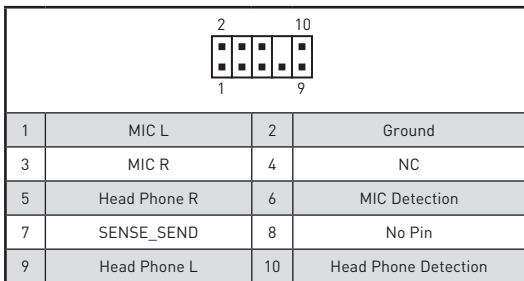 2 10
1 9
1 MIC L 2 Ground
3 MIC R 4 NC
5 Head Phone R 6 MIC Detection
7 SENSE_SEND 8 No Pin
9 Head Phone L 10 Head Phone Detection